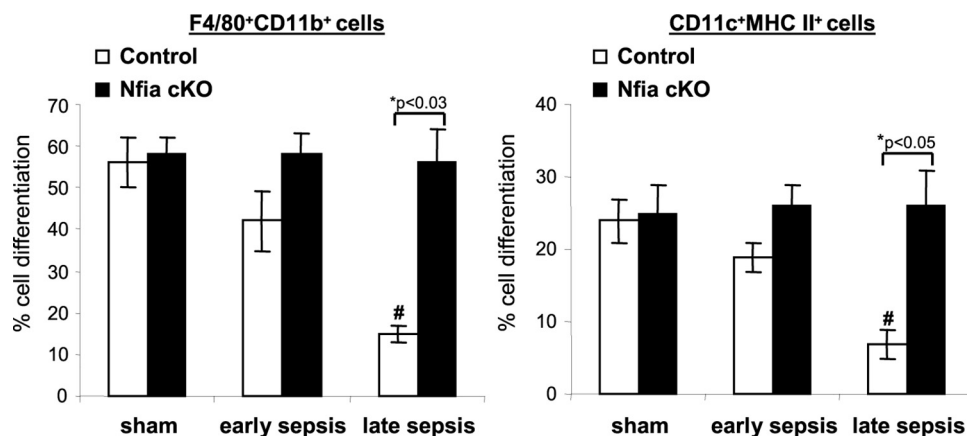 F4/80⁺CD11b⁺ cells
Control
Nfia cKO
% cell differentiation
70
60
50
40
30
20
10
0
*p<0.03
#
sham early sepsis late sepsis
CD11c⁺MHC II⁺ cells
Control
Nfia cKO
% cell differentiation
40
30
20
10
0
*p<0.05
#
sham early sepsis late sepsis